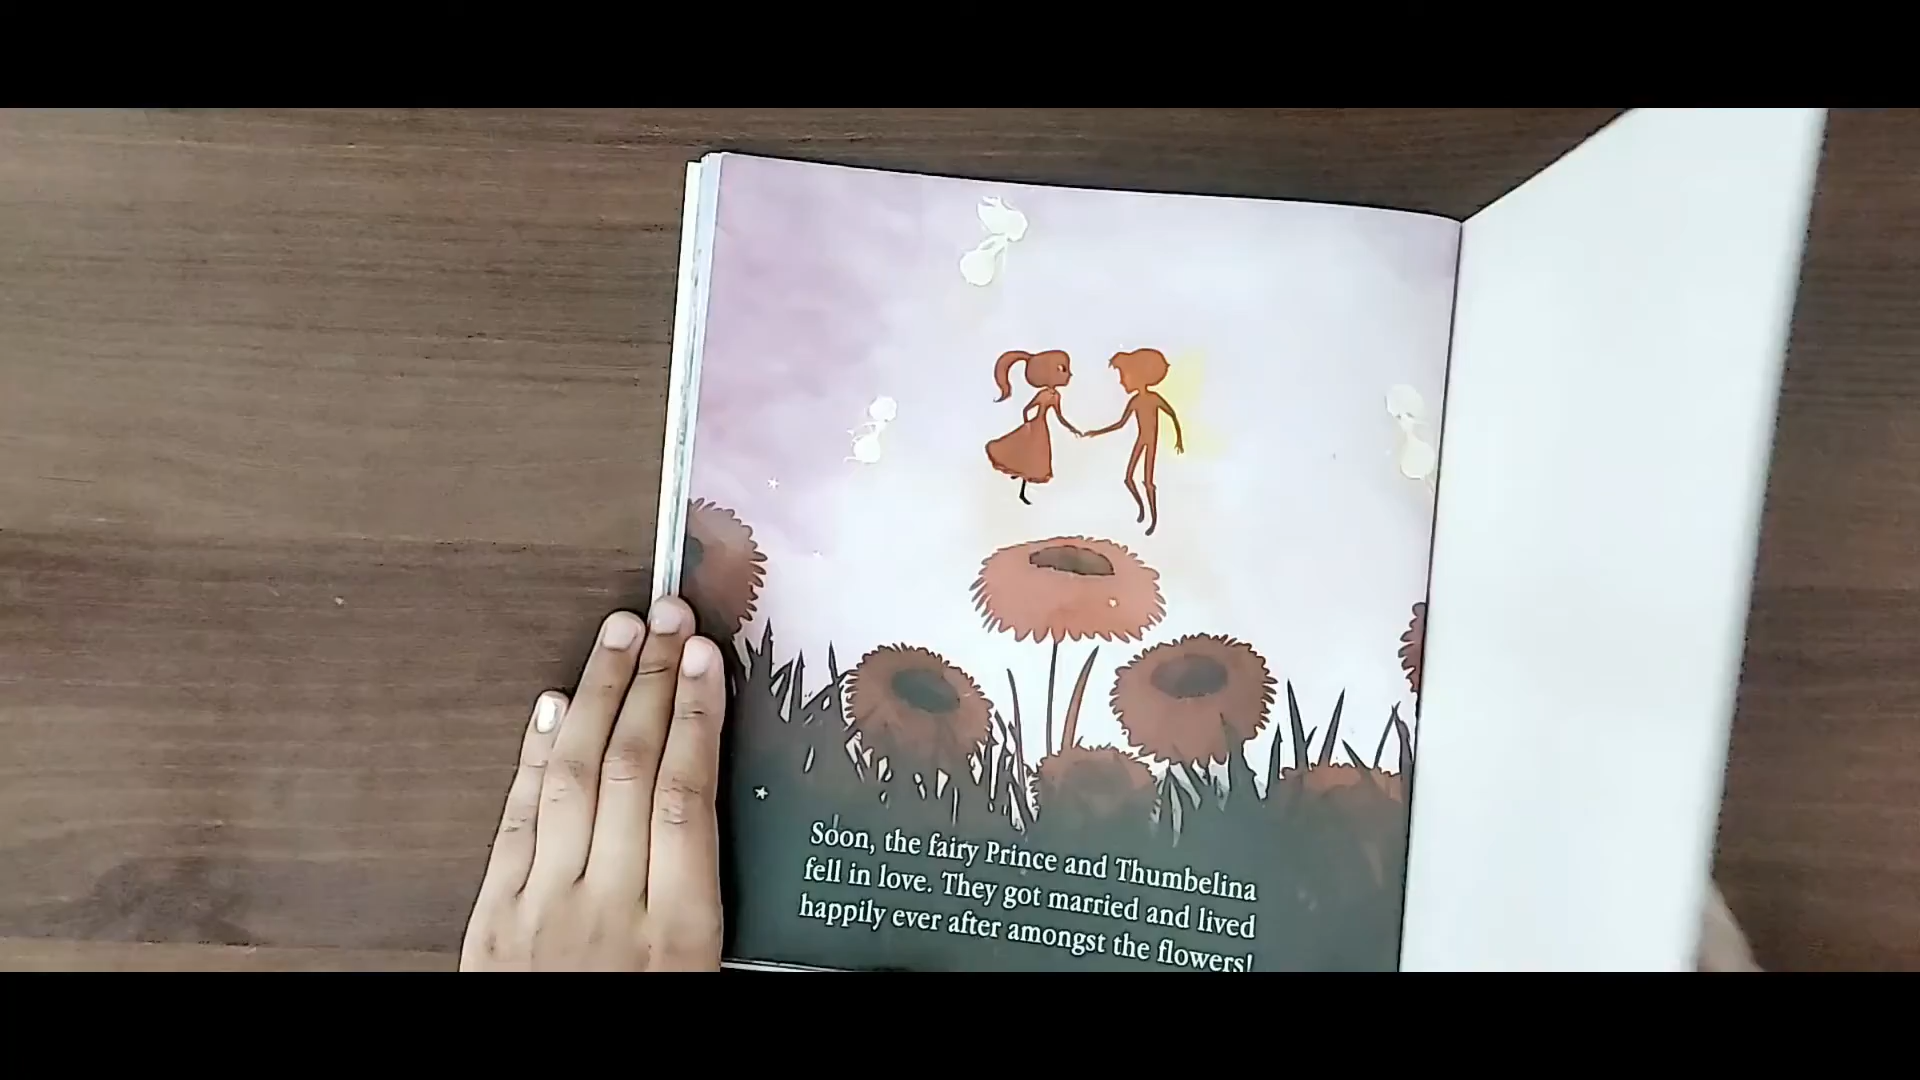 Soon, the fairy Prince and Thumbelina
fell in love. They got married and lived
happily ever after amongst the flowers!